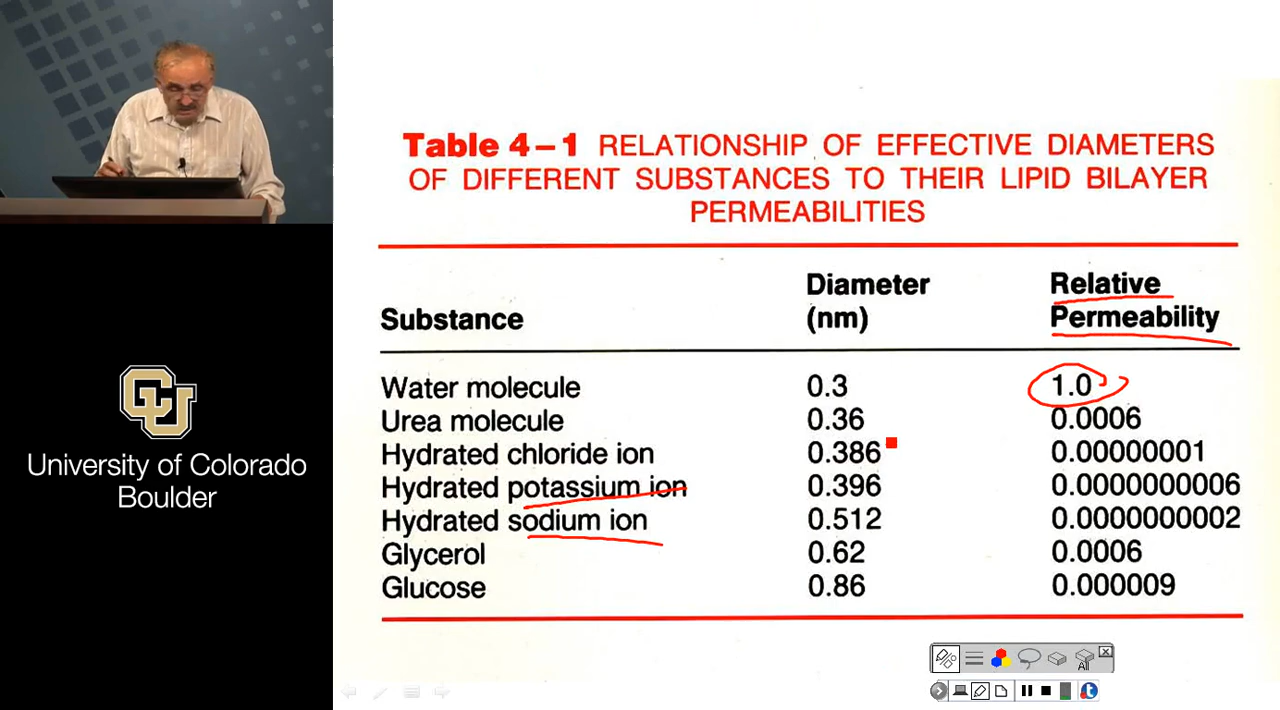 Table 4–1 RELATIONSHIP OF EFFECTIVE DIAMETERS
OF DIFFERENT SUBSTANCES TO THEIR LIPID BILAYER
PERMEABILITIES
Substance Diameter (nm) Relative Permeability
Water molecule 0.3 1.0
Urea molecule 0.36 0.0006
Hydrated chloride ion 0.386 0.00000001
Hydrated potassium ion 0.396 0.0000000006
Hydrated sodium ion 0.512 0.0000000002
Glycerol 0.62 0.0006
Glucose 0.86 0.000009
CU
University of Colorado
Boulder
All
t